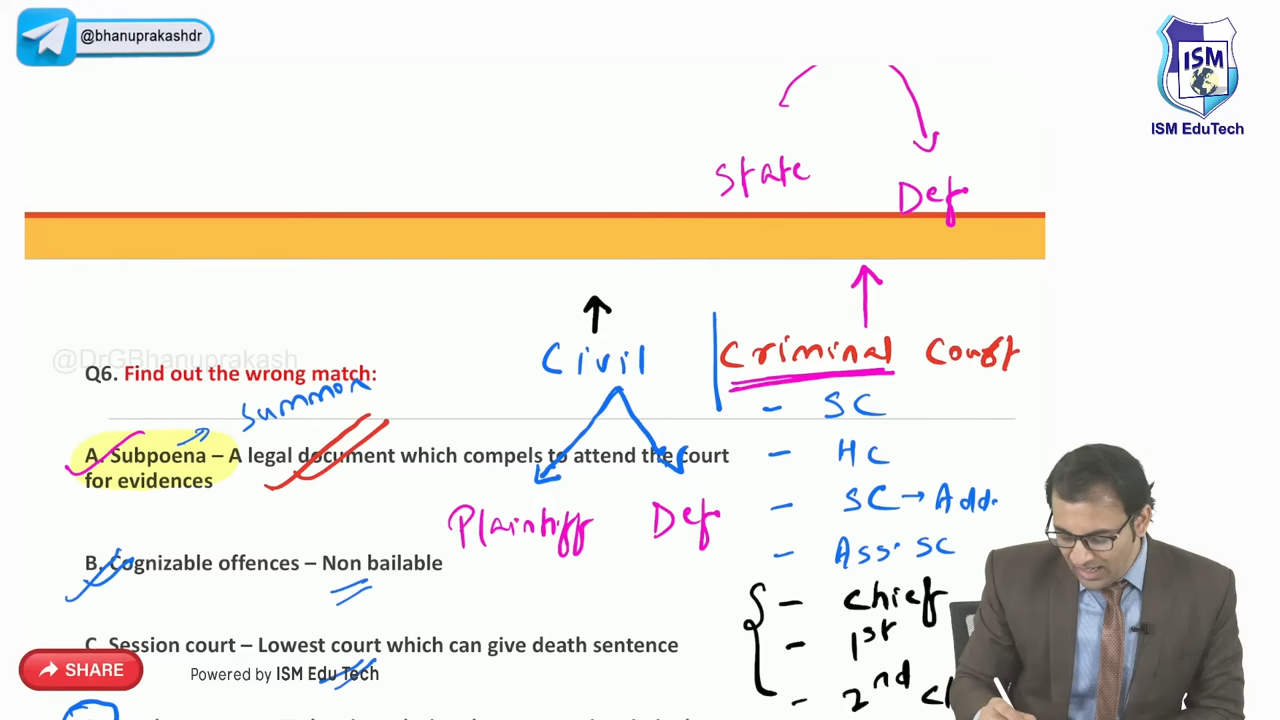 @bhanuprakashdr
ISM
ISM EduTech
State
Def
@DrGBhanuprakash
Civil
Criminal Court
Q6. Find out the wrong match:
Summon
- SC
A. Subpoena – A legal document which compels to attend the court
for evidences
- HC
Plaintiff Def
- SC → Add.
- Ass. SC
B. Cognizable offences – Non bailable
- chief
- 1st
C. Session court – Lowest court which can give death sentence
- 2nd cl
SHARE
Powered by ISM Edu Tech